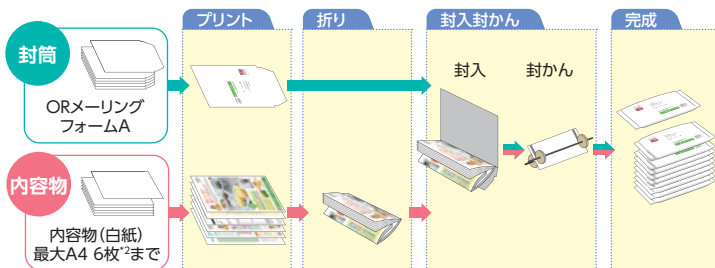 プリント
折り
封入封かん
完成
封筒
ORメーリング
フォームA
封入
封かん
内容物
内容物(白紙)
最大A4 6枚*2まで